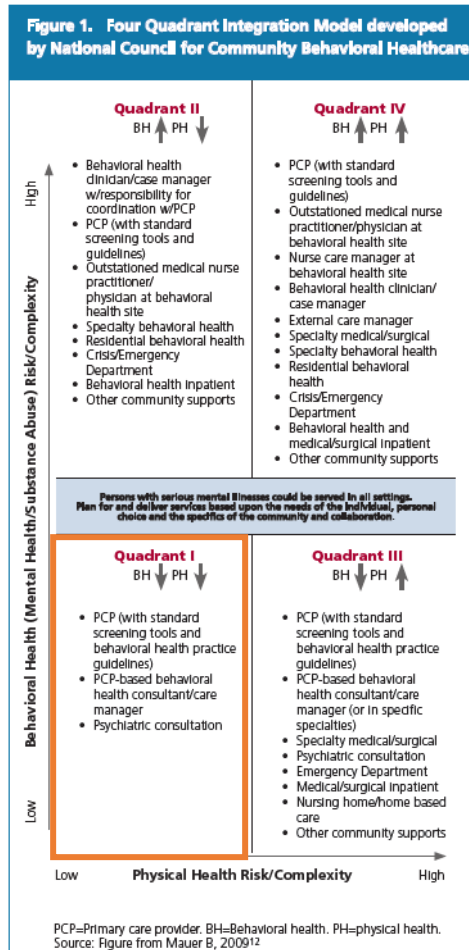 Figure 1. Four Quadrant Integration Model developed
by National Council for Community Behavioral Healthcare
Quadrant II
BH PH
• Behavioral health
clinician/case manager
w/responsibility for
coordination w/PCP
• PCP (with standard
screening tools and
guidelines)
• Outstationed medical nurse
practitioner/
physician at behavioral
health site
• Specialty behavioral health
• Residential behavioral health
• Crisis/Emergency
Department
• Behavioral health inpatient
• Other community supports
Quadrant IV
BH PH
• PCP (with standard
screening tools and
guidelines)
• Outstationed medical nurse
practitioner/physician at
behavioral health site
• Nurse care manager at
behavioral health site
• Behavioral health clinician/
case manager
• External care manager
• Specialty medical/surgical
• Specialty behavioral health
• Residential behavioral
health
• Crisis/Emergency
Department
• Behavioral health and
medical/surgical inpatient
• Other community supports
Persons with serious mental illnesses could be served in all settings.
Plan for and deliver services based upon the needs of the individual, personal
choice and the specifics of the community and collaboration.
Quadrant I
BH PH
• PCP (with standard
screening tools and
behavioral health practice
guidelines)
• PCP-based behavioral
health consultant/care
manager
• Psychiatric consultation
Quadrant III
BH PH
• PCP (with standard
screening tools and
behavioral health practice
guidelines)
• PCP-based behavioral
health consultant/care
manager (or in specific
specialties)
• Specialty medical/surgical
• Psychiatric consultation
• Emergency Department
• Medical/surgical inpatient
• Nursing home/home based
care
• Other community supports
High
Behavioral Health (Mental Health/Substance Abuse) Risk/Complexity
Low
Low Physical Health Risk/Complexity High
PCP=Primary care provider. BH=Behavioral health. PH=physical health.
Source: Figure from Mauer B, 2009¹²